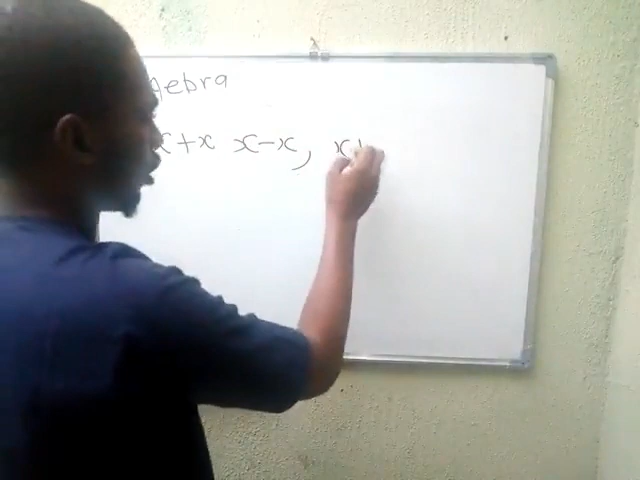 gebra
x+x x-x, x